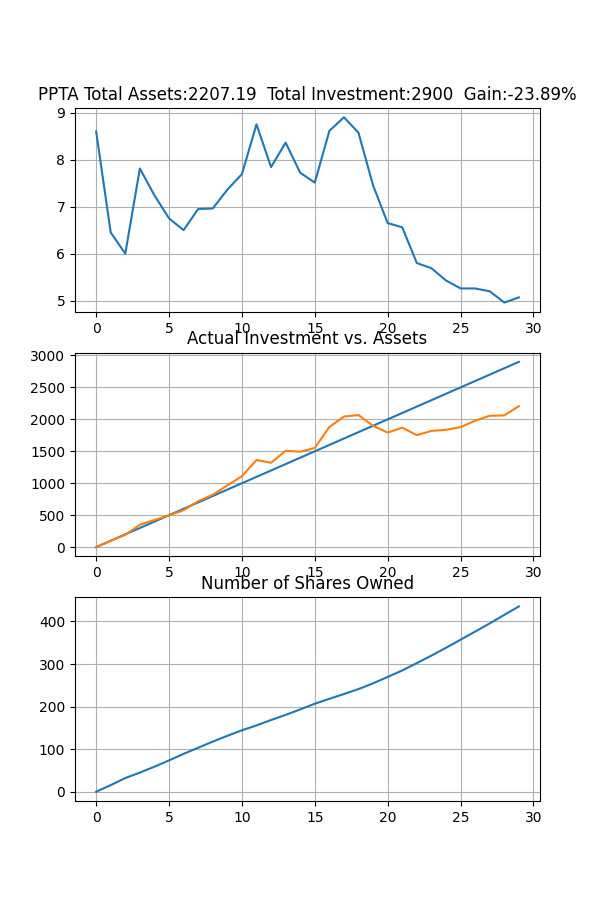 PPTA Total Assets:2207.19  Total Investment:2900  Gain:-23.89%
9
8
7
6
5
0 5 10 15 20 25 30
Actual Investment vs. Assets
3000
2500
2000
1500
1000
500
0
0 5 10 15 20 25 30
Number of Shares Owned
400
300
200
100
0
0 5 10 15 20 25 30